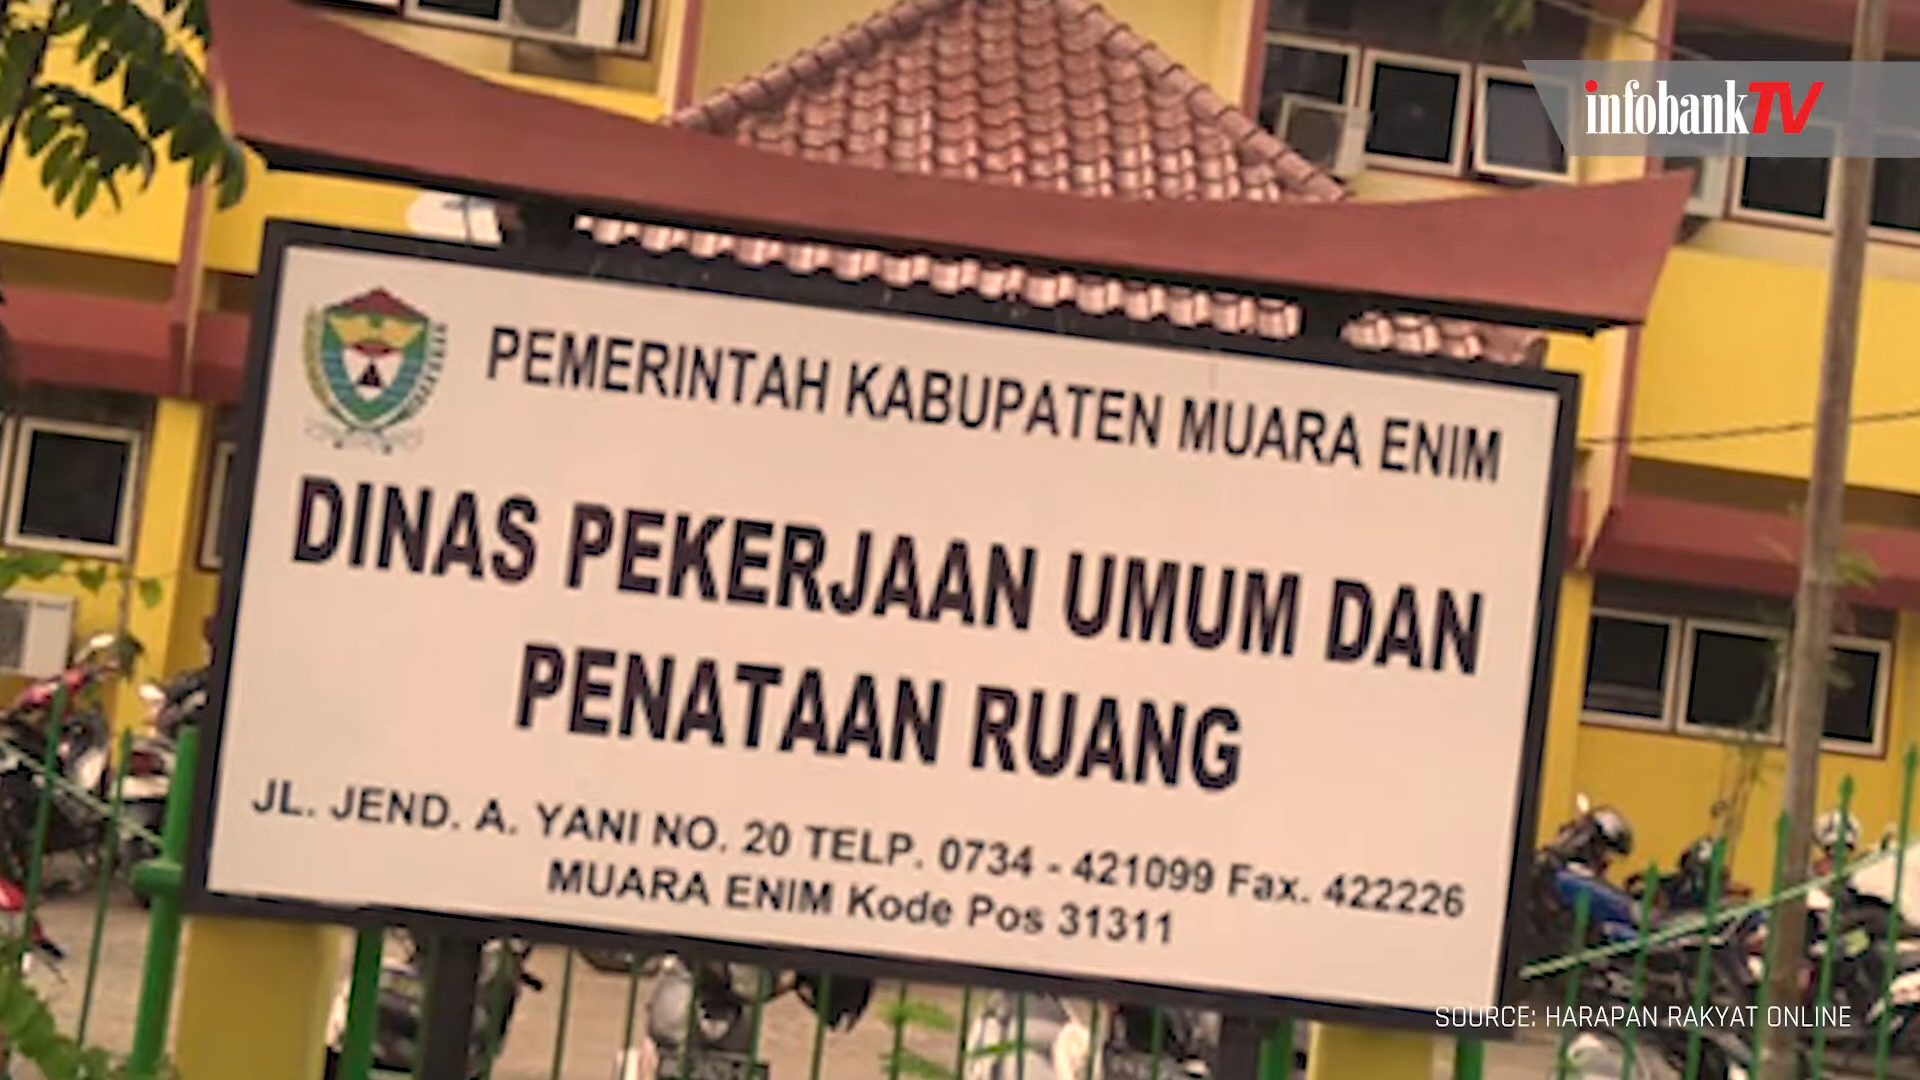 infobankTV
PEMERINTAH KABUPATEN MUARA ENIM
DINAS PEKERJAAN UMUM DAN
PENATAAN RUANG
JL. JEND. A. YANI NO. 20 TELP. 0734 - 421099 Fax. 422226
MUARA ENIM Kode Pos 31311
SOURCE: HARAPAN RAKYAT ONLINE